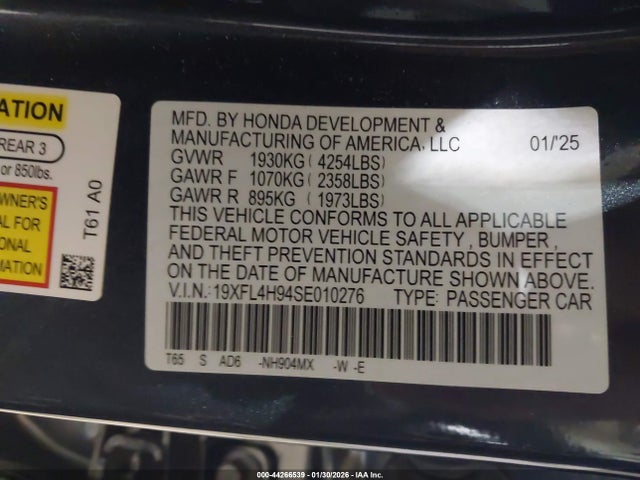 ATION
REAR 3
or 850lbs.
WNER'S
AL FOR
ONAL
MATION
T61 A0
MFD. BY HONDA DEVELOPMENT &
MANUFACTURING OF AMERICA, LLC 01/'25
GVWR 1930KG ( 4254LBS)
GAWR F 1070KG ( 2358LBS)
GAWR R 895KG ( 1973LBS)
THIS VEHICLE CONFORMS TO ALL APPLICABLE
FEDERAL MOTOR VEHICLE SAFETY , BUMPER ,
AND THEFT PREVENTION STANDARDS IN EFFECT
ON THE DATE OF MANUFACTURE SHOWN ABOVE.
V.I.N.: 19XFL4H94SE010276 TYPE: PASSENGER CAR
T65 S AD6 -NH904MX -W -E
000-44266539 - 01/30/2026 - IAA Inc.